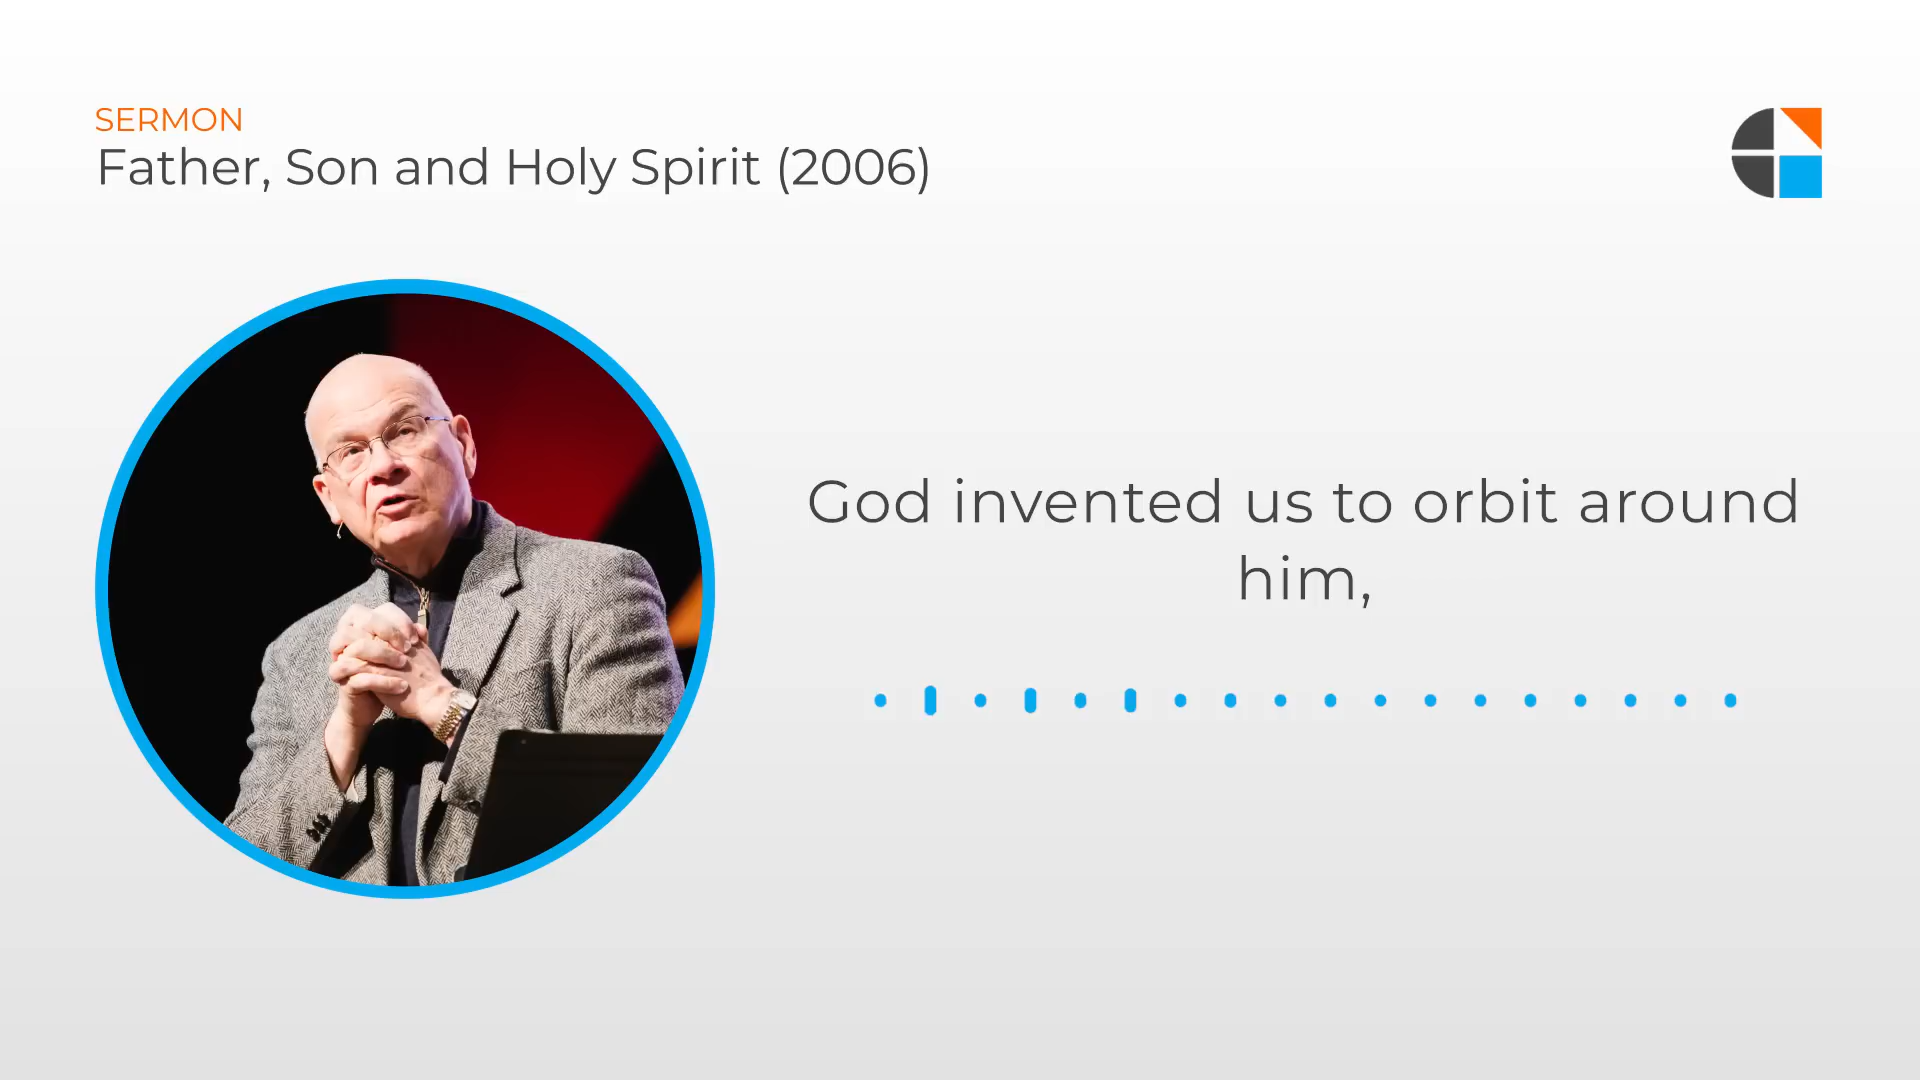 SERMON
Father, Son and Holy Spirit (2006)
God invented us to orbit around
him,